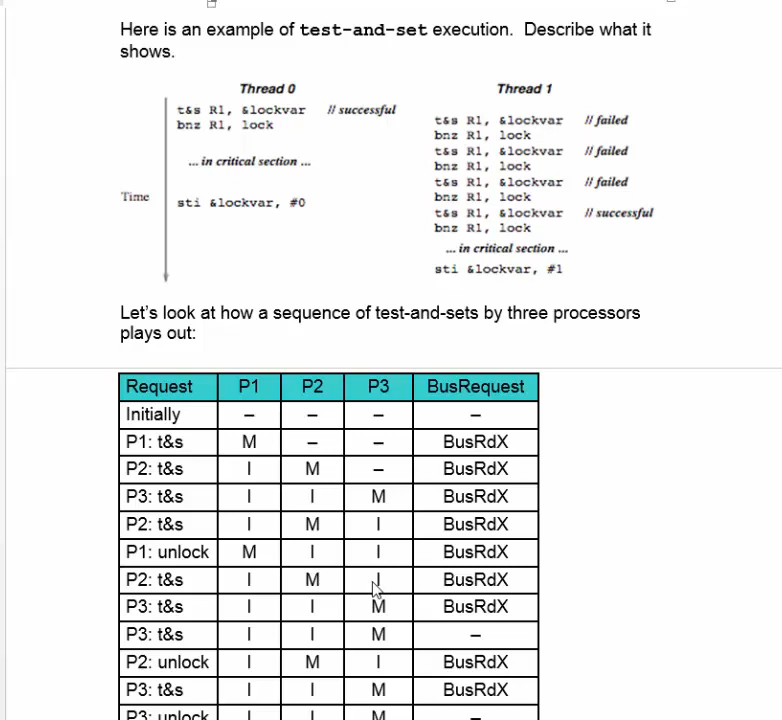 Here is an example of test-and-set execution.  Describe what it
shows.
Thread 0
Thread 1
t&s R1, &lockvar // successful
bnz R1, lock
... in critical section ...
sti &lockvar, #0
t&s R1, &lockvar // failed
bnz R1, lock
t&s R1, &lockvar // failed
bnz R1, lock
t&s R1, &lockvar // failed
bnz R1, lock
t&s R1, &lockvar // successful
bnz R1, lock
... in critical section ...
sti &lockvar, #1
Time
Let's look at how a sequence of test-and-sets by three processors
plays out:
Request P1 P2 P3 BusRequest
Initially – – – –
P1: t&s M – – BusRdX
P2: t&s I M – BusRdX
P3: t&s I I M BusRdX
P2: t&s I M I BusRdX
P1: unlock M I I BusRdX
P2: t&s I M I BusRdX
P3: t&s I I M BusRdX
P3: t&s I I M –
P2: unlock I M I BusRdX
P3: t&s I I M BusRdX
P3: unlock I I M –